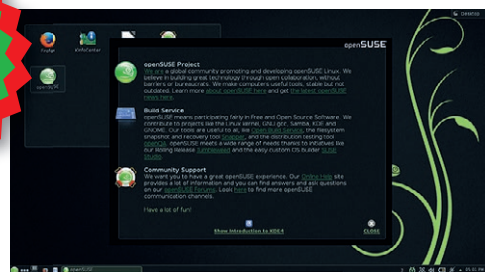 openSUSE
openSUSE Project
We are a global community promoting and developing openSUSE Linux. We
believe in building great technology through open collaboration, without
barriers or bureaucrats. We make computers useful tools, stable but not
outdated. Learn more about openSUSE here and get the latest openSUSE
news here.
Build Service
openSUSE means participating fairly in Free and Open Source Software. We
contribute to projects like the Linux kernel, GNU gcc, Samba, KDE and
GNOME. Our tools are useful to all, like Open Build Service, the filesystem
snapshot and recovery tool Snapper, and the distribution testing tool
openQA. openSUSE meets a wide range of needs thanks to initiatives like
our Rolling Release Tumbleweed and the easy custom OS builder SUSE
Studio.
Community Support
We want you to have a great openSUSE experience. Our Online Help site
provides a lot of information and you can find answers and ask questions
on our openSUSE Forums. Look here to find more openSUSE
communication channels.
Have a lot of fun!
Show Introduction to KDE4
CLOSE
openSUSE